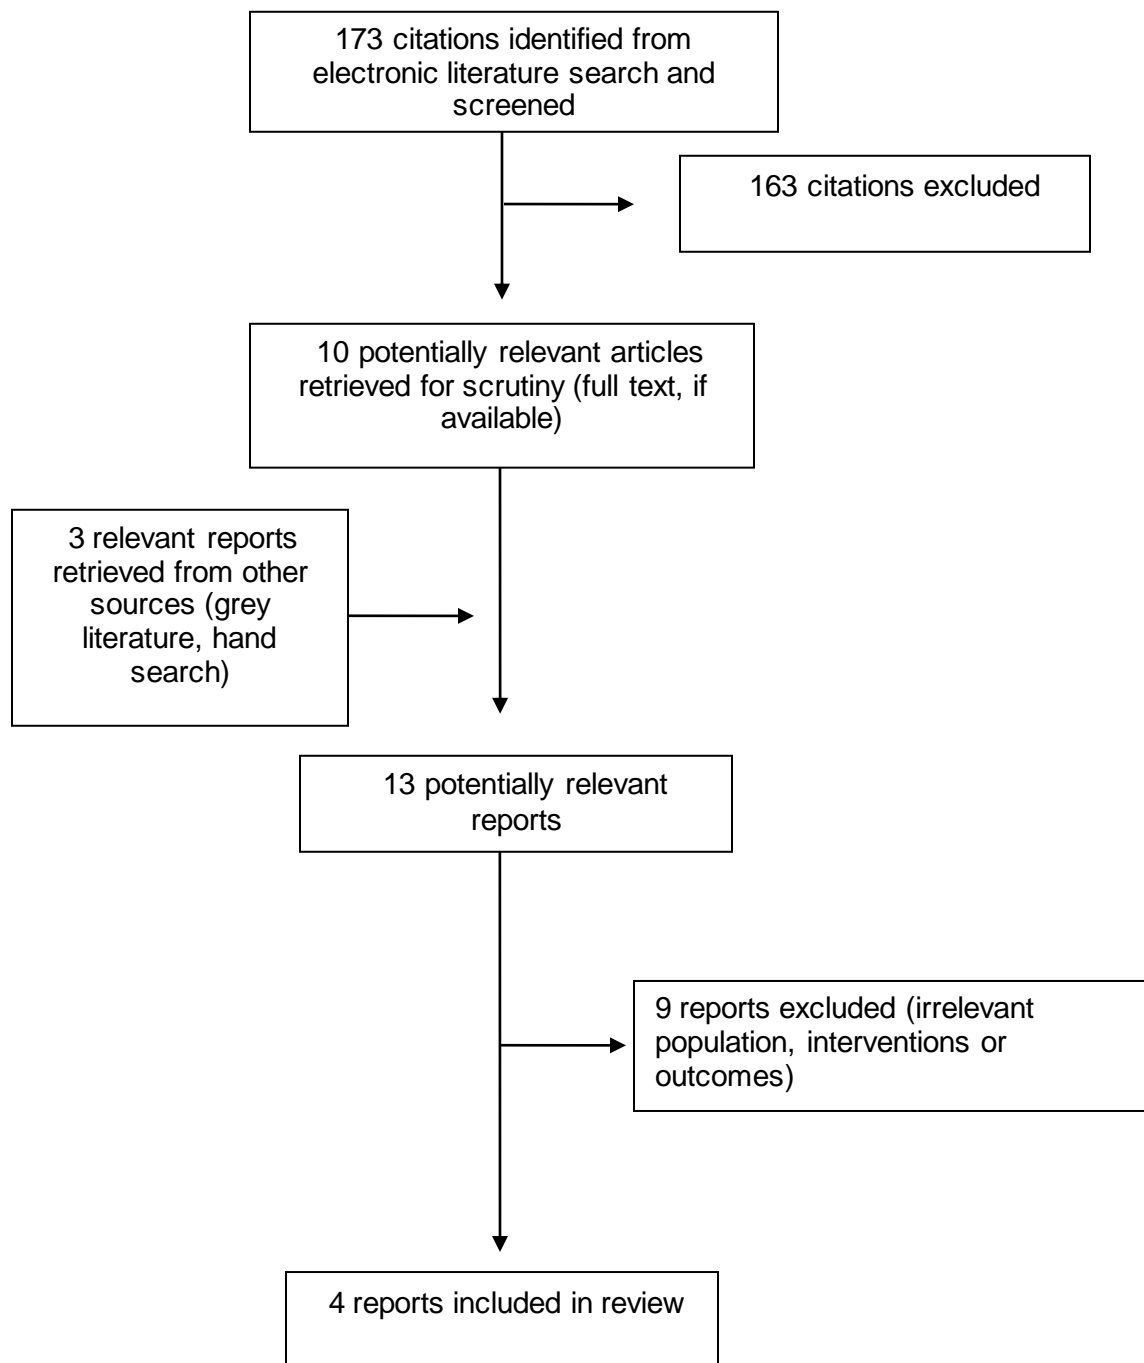 173 citations identified from
electronic literature search and
screened
163 citations excluded
10 potentially relevant articles
retrieved for scrutiny (full text, if
available)
3 relevant reports
retrieved from other
sources (grey
literature, hand
search)
13 potentially relevant
reports
9 reports excluded (irrelevant
population, interventions or
outcomes)
4 reports included in review